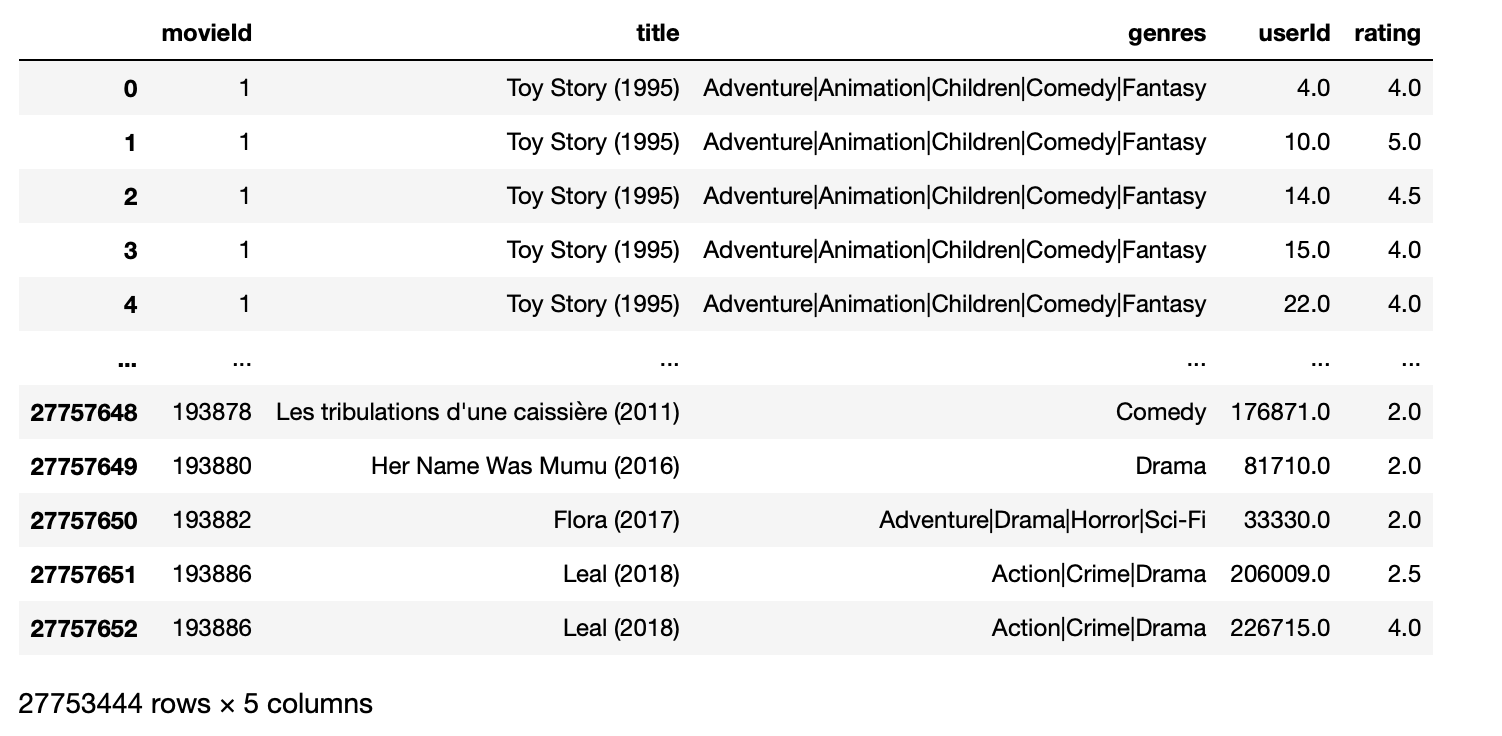 movieId title genres userId rating
0 1 Toy Story (1995) Adventure|Animation|Children|Comedy|Fantasy 4.0 4.0
1 1 Toy Story (1995) Adventure|Animation|Children|Comedy|Fantasy 10.0 5.0
2 1 Toy Story (1995) Adventure|Animation|Children|Comedy|Fantasy 14.0 4.5
3 1 Toy Story (1995) Adventure|Animation|Children|Comedy|Fantasy 15.0 4.0
4 1 Toy Story (1995) Adventure|Animation|Children|Comedy|Fantasy 22.0 4.0
... ... ... ... ... ...
27757648 193878 Les tribulations d'une caissière (2011) Comedy 176871.0 2.0
27757649 193880 Her Name Was Mumu (2016) Drama 81710.0 2.0
27757650 193882 Flora (2017) Adventure|Drama|Horror|Sci-Fi 33330.0 2.0
27757651 193886 Leal (2018) Action|Crime|Drama 206009.0 2.5
27757652 193886 Leal (2018) Action|Crime|Drama 226715.0 4.0
27753444 rows × 5 columns